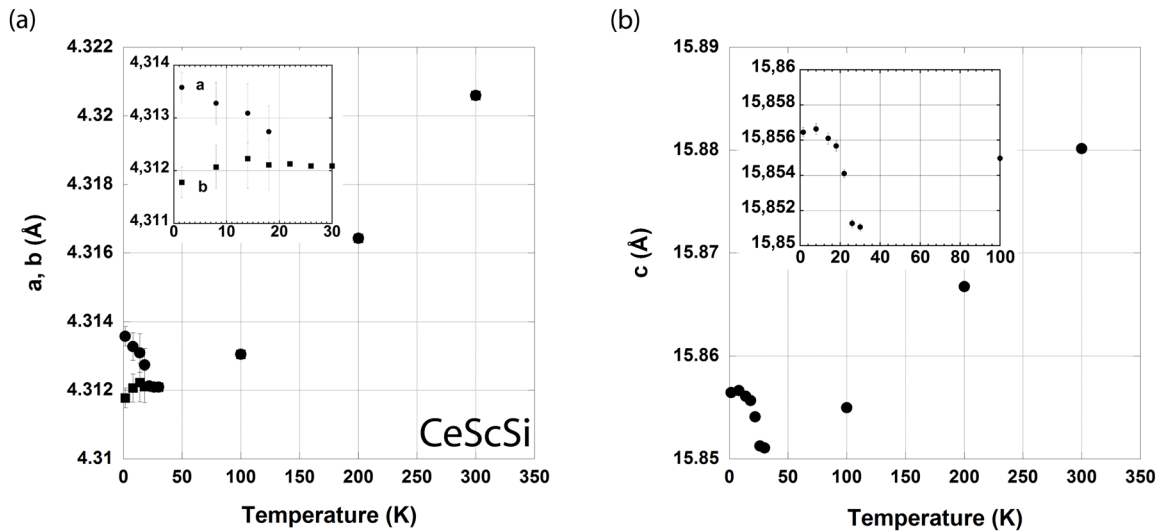 (a)
4.322
4.32
4.318
4.316
4.314
4.312
4.31
a, b (Å)
4,314
4,313
4,312
4,311
a
b
0 10 20 30
CeScSi
0 50 100 150 200 250 300 350
Temperature (K)
(b)
15.89
15.88
15.87
15.86
15.85
c (Å)
15,86
15,858
15,856
15,854
15,852
15,85
0 20 40 60 80 100
0 50 100 150 200 250 300 350
Temperature (K)